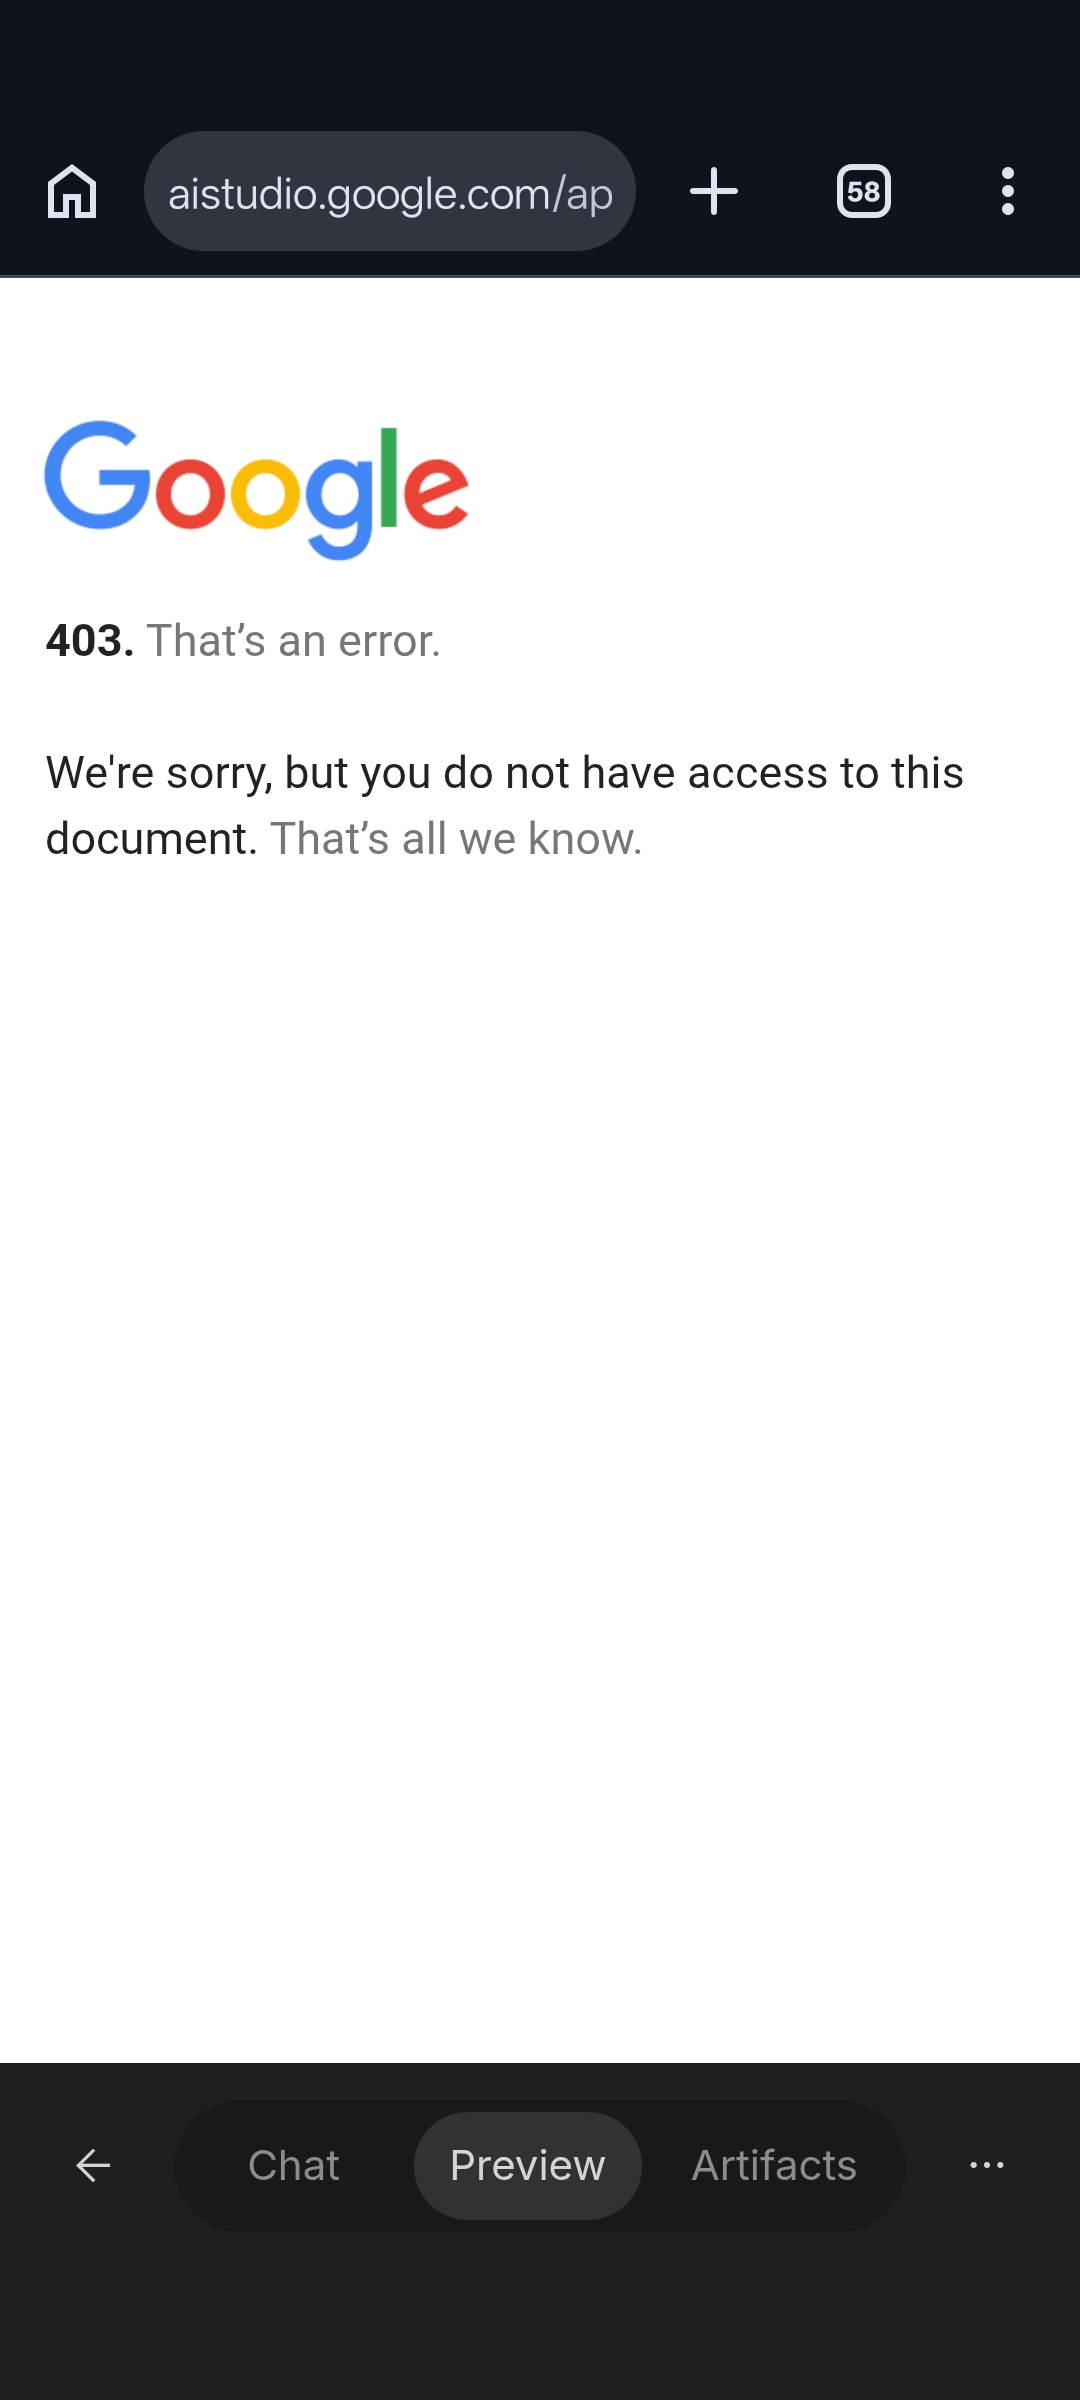 aistudio.google.com/ap
58
Google
403. That’s an error.
We're sorry, but you do not have access to this
document. That’s all we know.
Chat
Preview
Artifacts